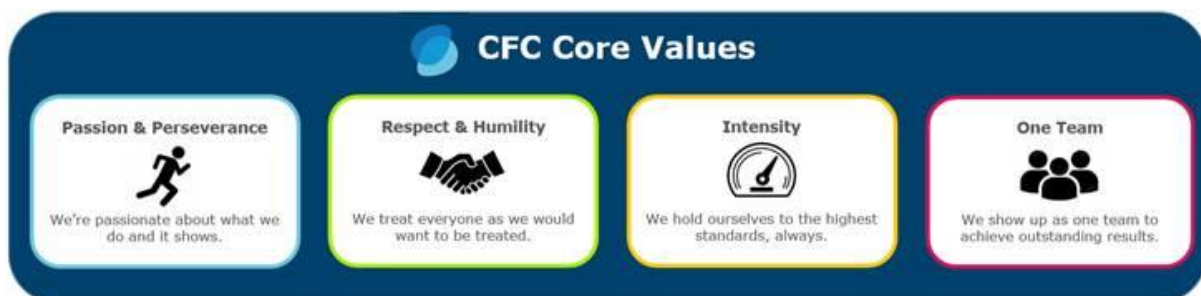 CFC Core Values
Passion & Perseverance
We're passionate about what we
do and it shows.
Respect & Humility
We treat everyone as we would
want to be treated.
Intensity
We hold ourselves to the highest
standards, always.
One Team
We show up as one team to
achieve outstanding results.